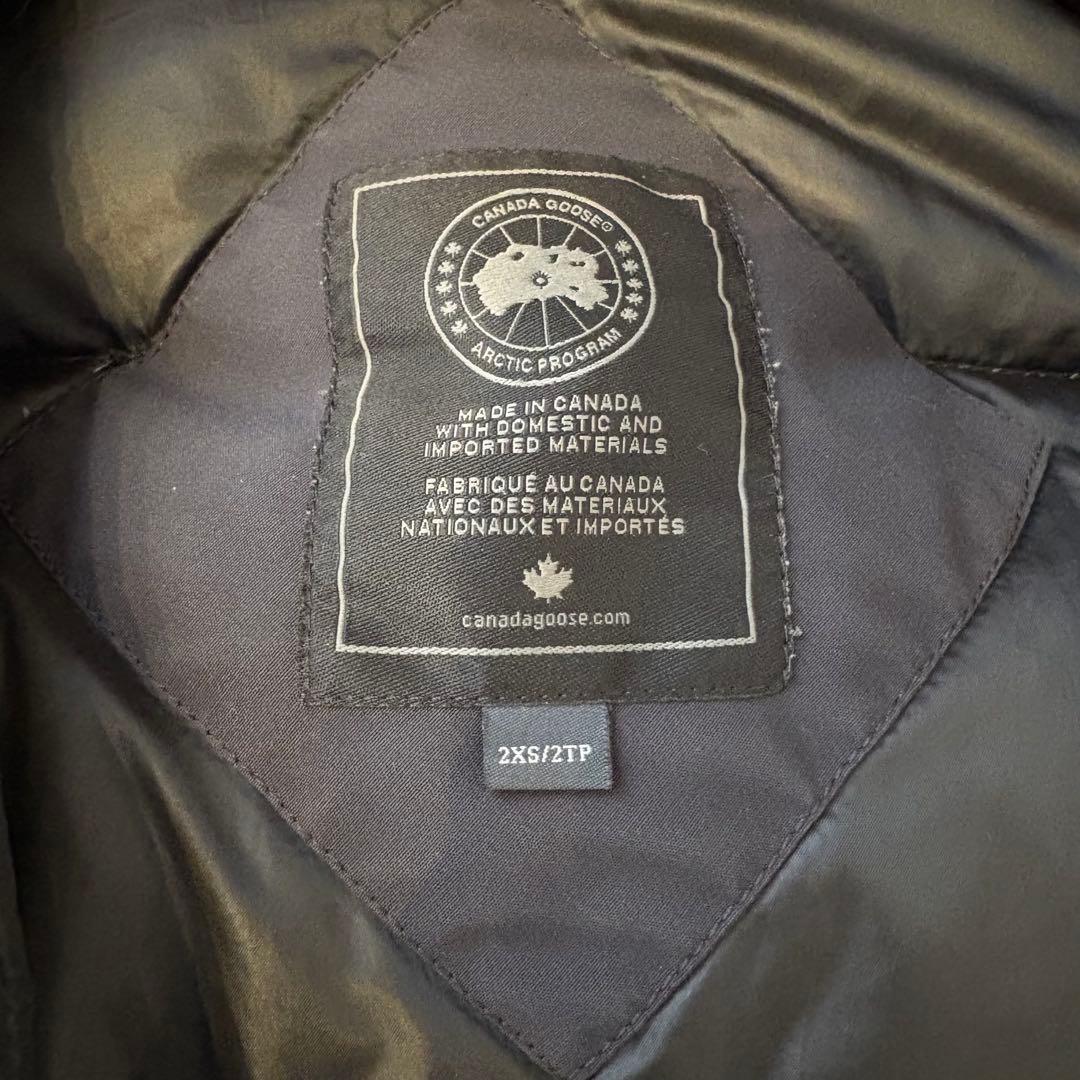 CANADA GOOSE®
ARCTIC PROGRAM
MADE IN CANADA
WITH DOMESTIC AND
IMPORTED MATERIALS
FABRIQUÉ AU CANADA
AVEC DES MATERIAUX
NATIONAUX ET IMPORTÉS
canadagoose.com
2XS/2TP